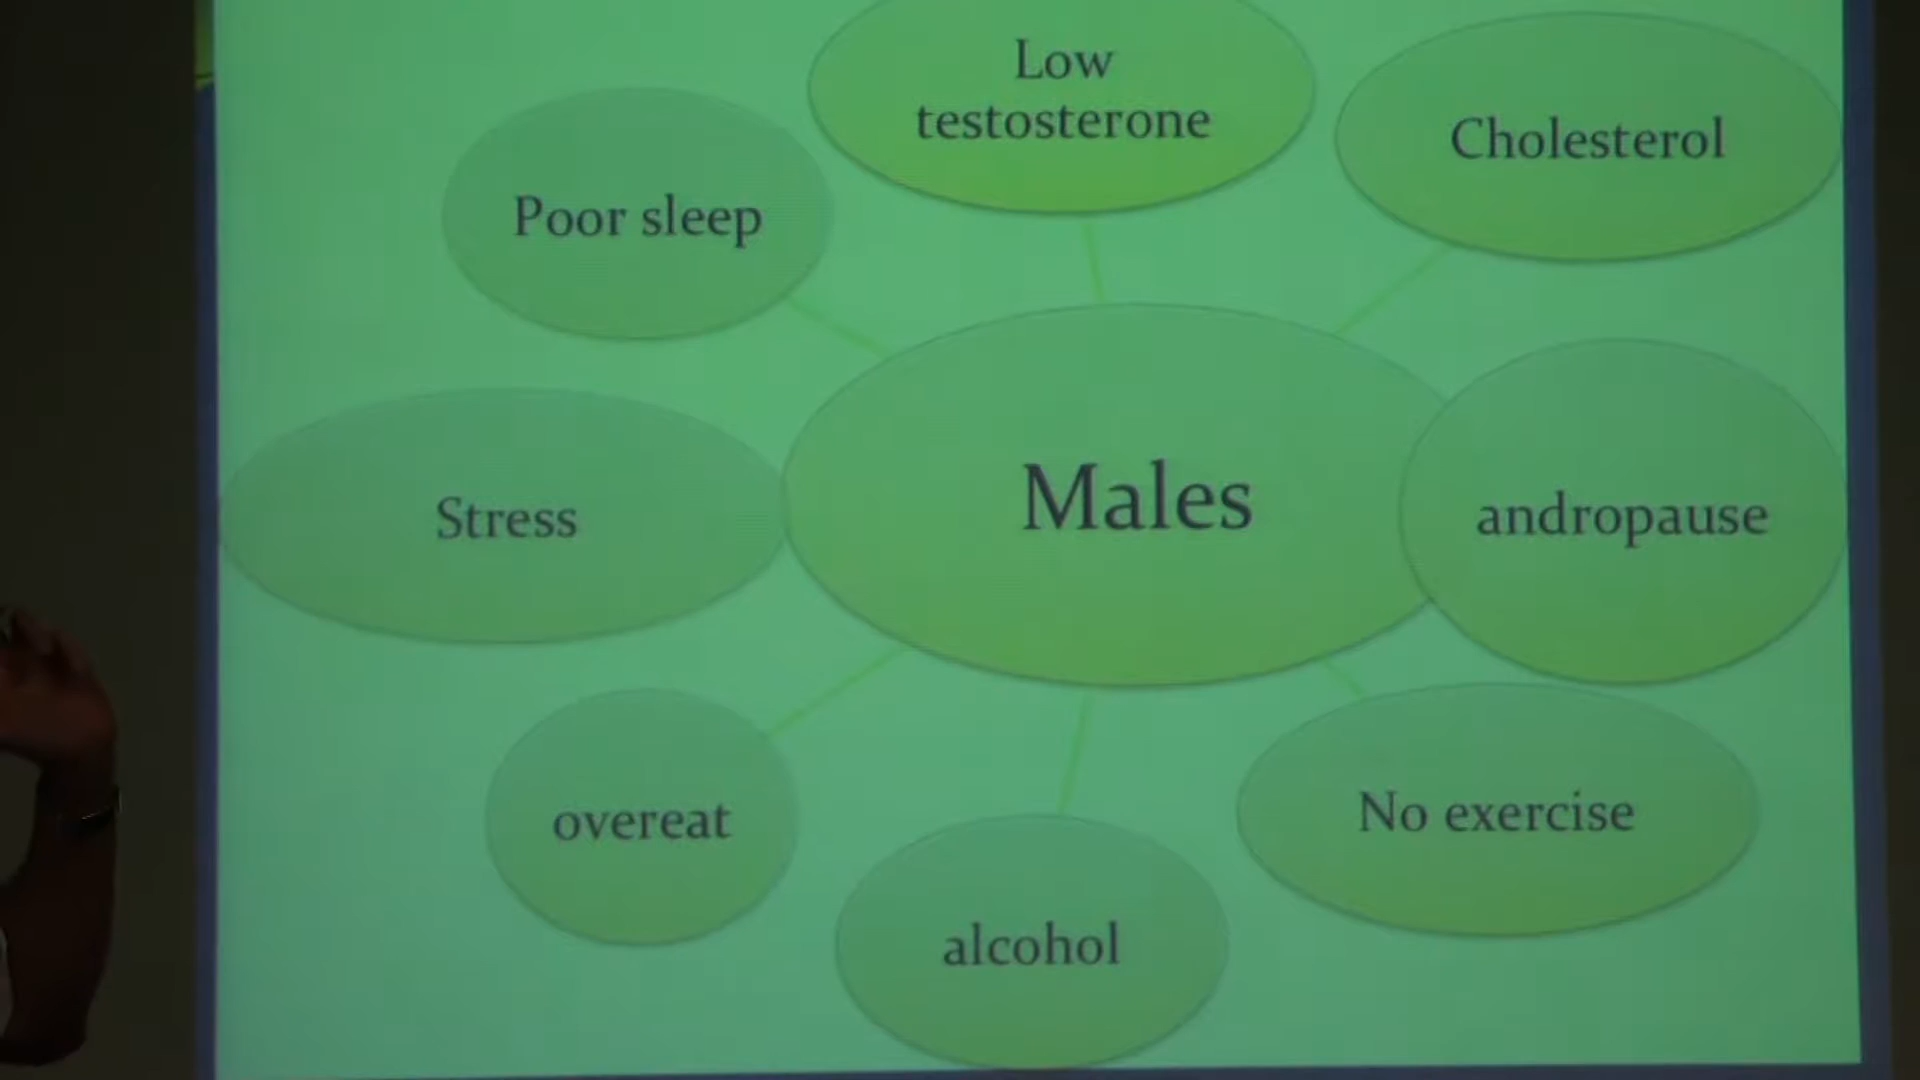 Low
testosterone
Cholesterol
Poor sleep
Males
andropause
Stress
No exercise
overeat
alcohol